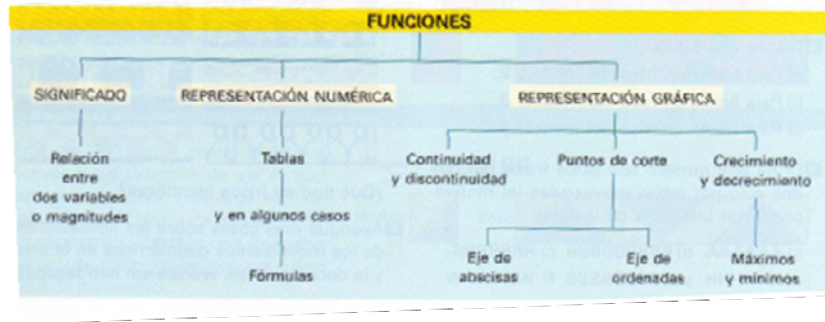 FUNCIONES
SIGNIFICADO
REPRESENTACIÓN NUMÉRICA
REPRESENTACIÓN GRÁFICA
Relación
entre
dos variables
o magnitudes
Tablas
y en algunos casos
Fórmulas
Continuidad
y discontinuidad
Puntos de corte
Crecimiento
y decrecimiento
Eje de
abscisas
Eje de
ordenadas
Máximos
y mínimos